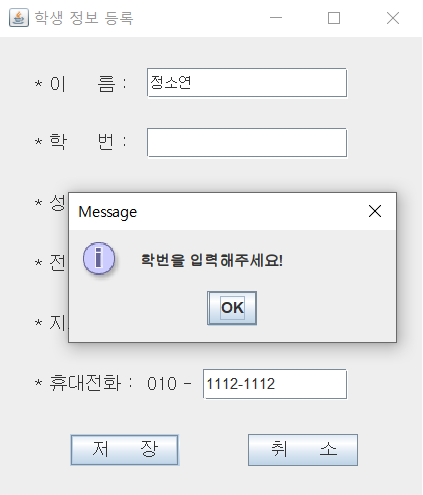 학생 정보 등록
* 이 름 : 정소연
* 학 번 :
* 성
Message
* 전
학번을 입력해주세요!
OK
* 지
* 휴대전화 : 010 - 1112-1112
저 장 취 소